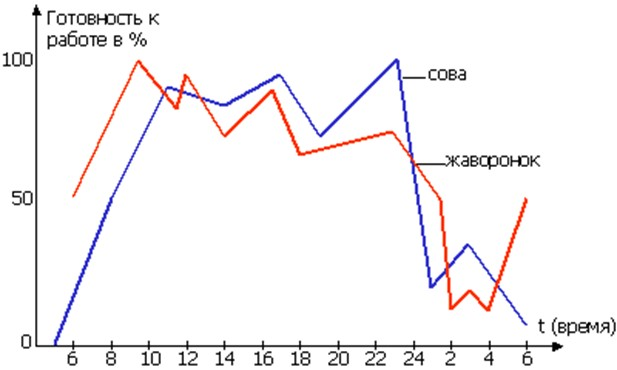 Готовность к
работе в %
100
сова
жаворонок
50
0
t (время)
6 8 10 12 14 16 18 20 22 24 2 4 6